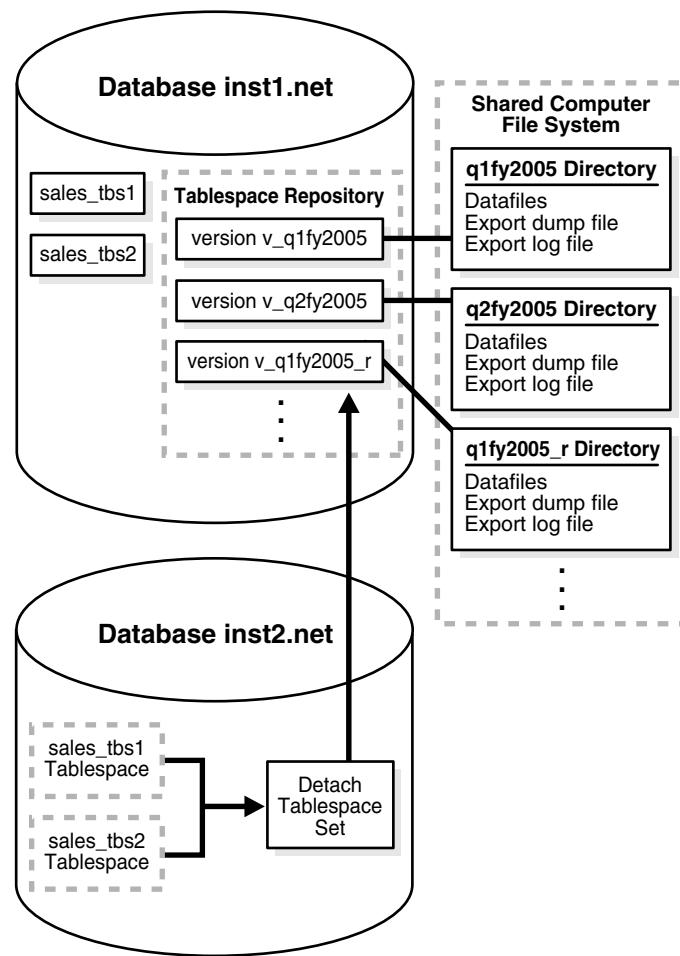 Database inst1.net
sales_tbs1
sales_tbs2
Tablespace Repository
version v_q1fy2005
version v_q2fy2005
version v_q1fy2005_r
Shared Computer
File System
q1fy2005 Directory
Datafiles
Export dump file
Export log file
q2fy2005 Directory
Datafiles
Export dump file
Export log file
q1fy2005_r Directory
Datafiles
Export dump file
Export log file
Database inst2.net
sales_tbs1
Tablespace
sales_tbs2
Tablespace
Detach
Tablespace
Set